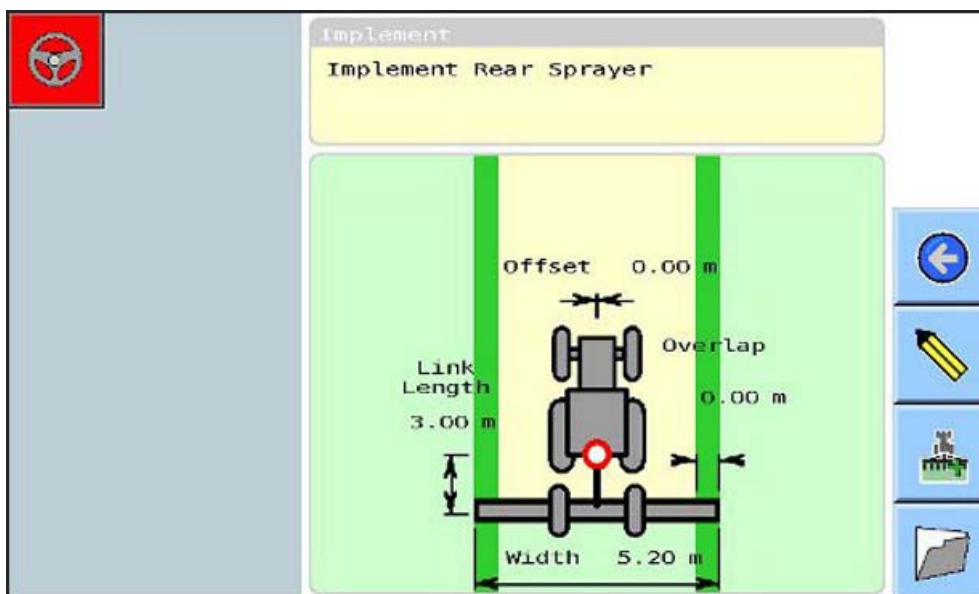 Implement
Implement Rear Sprayer
Offset 0.00 m
Overlap
0.00 m
Link
Length
3.00 m
Width 5.20 m